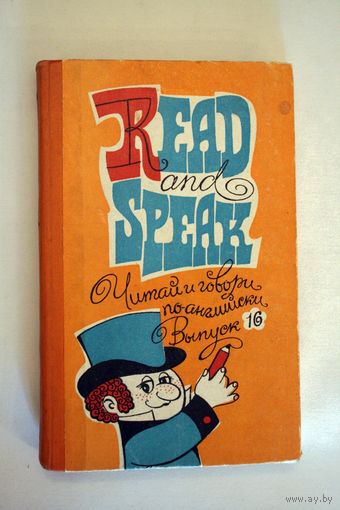 READ
and
SPEAK
Читай и говори
по-английски
Выпуск 16
www.ay.by